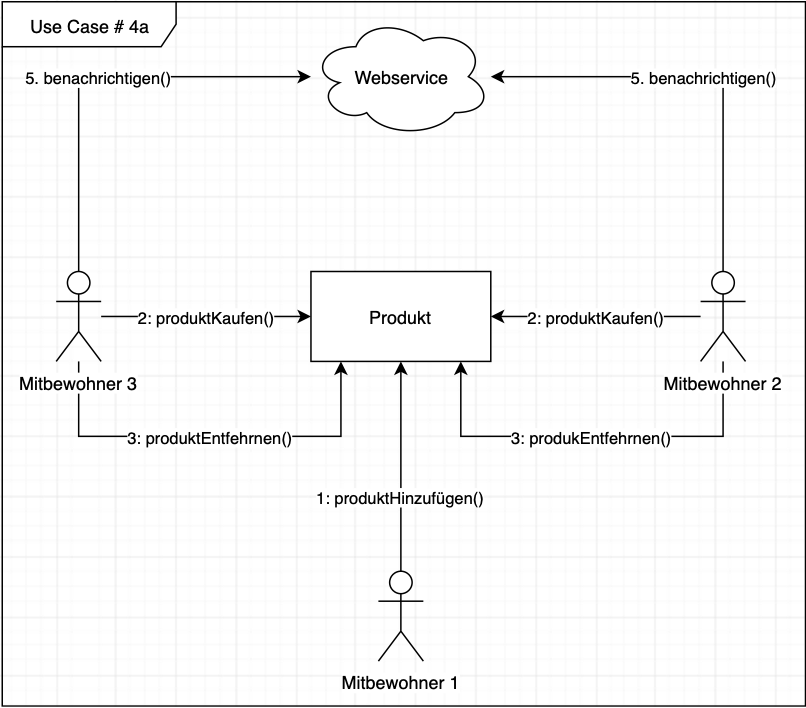 Use Case # 4a
5. benachrichtigen()
Webservice
5. benachrichtigen()
2: produktKaufen()
Produkt
2: produktKaufen()
Mitbewohner 3
Mitbewohner 2
3: produktEntfehrnen()
3: produkEntfehrnen()
1: produktHinzufügen()
Mitbewohner 1